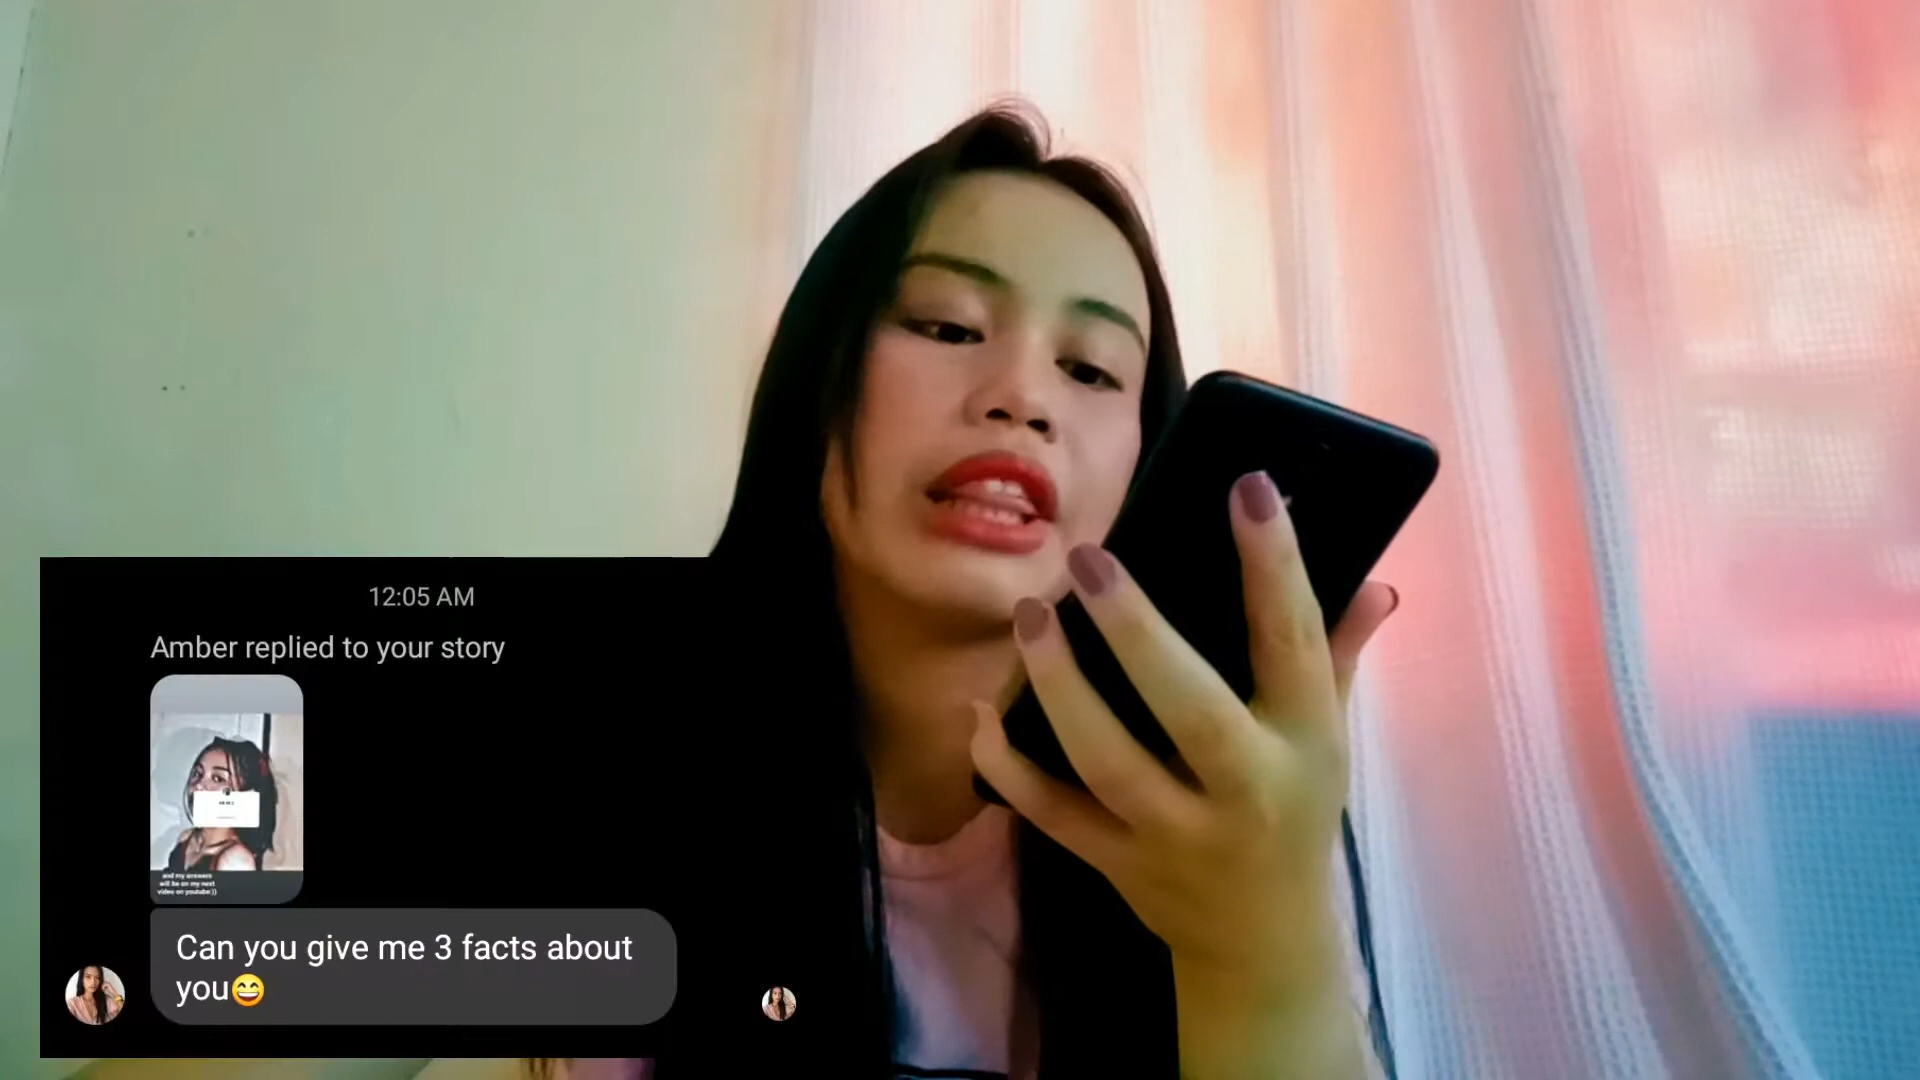 12:05 AM
Amber replied to your story
and my answers
will be on my next
video on youtube:))
Can you give me 3 facts about
you😄